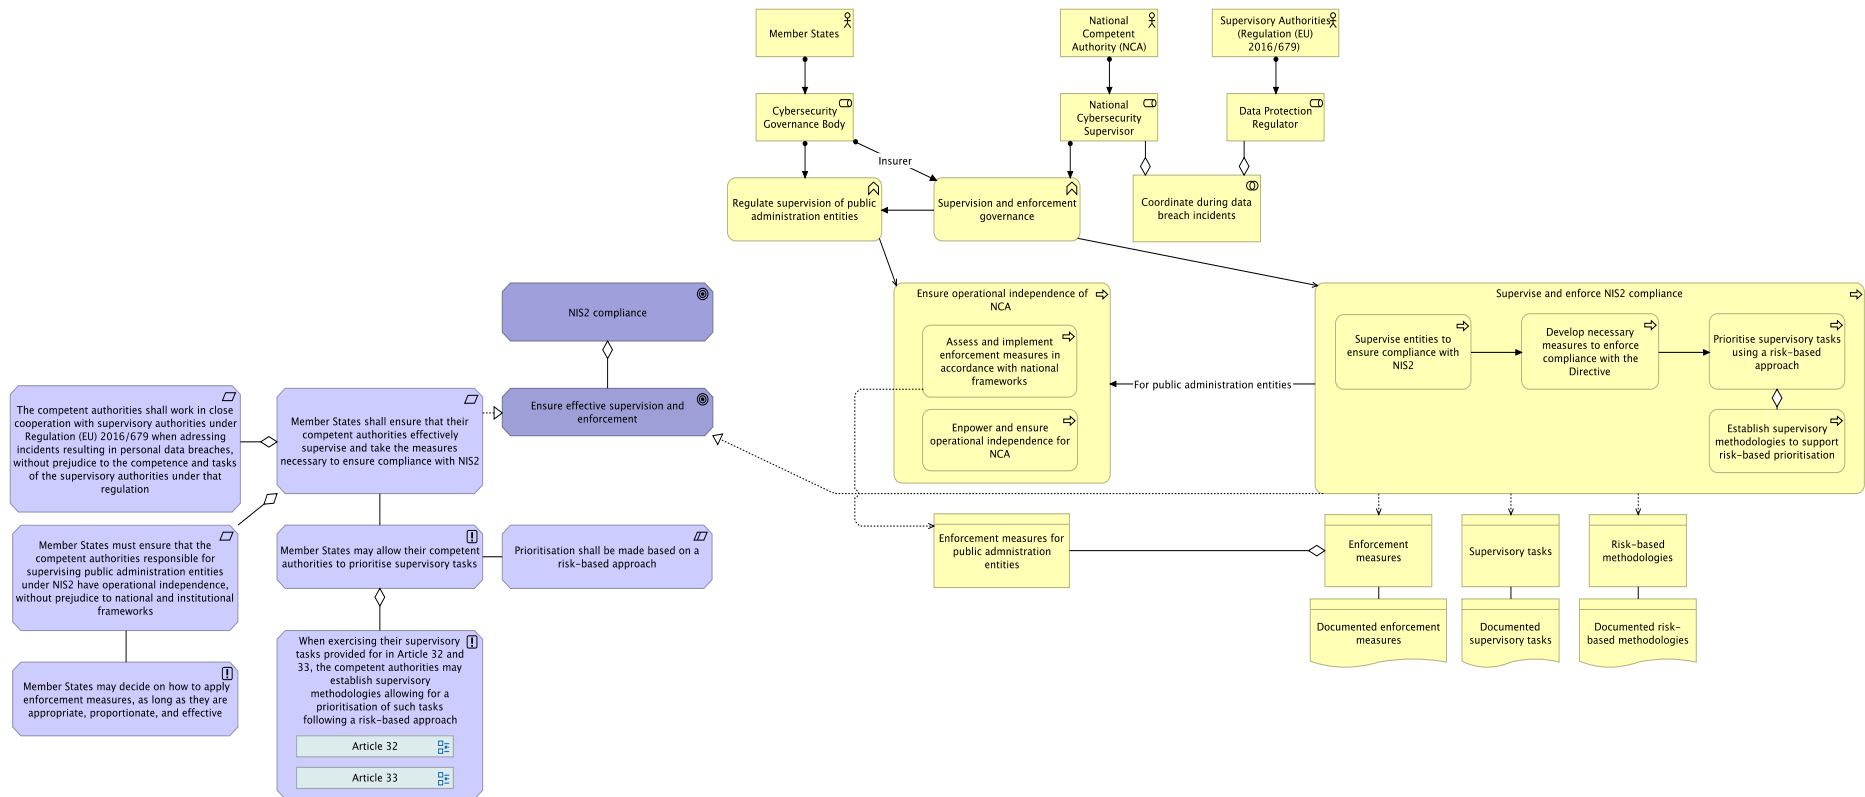 Member States
National
Competent
Authority (NCA)
Supervisory Authorities
(Regulation (EU)
2016/679)
Cybersecurity
Governance Body
National
Cybersecurity
Supervisor
Data Protection
Regulator
Insurer
Regulate supervision of public
administration entities
Supervision and enforcement
governance
Coordinate during data
breach incidents
NIS2 compliance
Ensure effective supervision and
enforcement
Ensure operational independence of
NCA
Assess and implement
enforcement measures in
accordance with national
frameworks
Enpower and ensure
operational independence for
NCA
For public administration entities
Supervise and enforce NIS2 compliance
Supervise entities to
ensure compliance with
NIS2
Develop necessary
measures to enforce
compliance with the
Directive
Prioritise supervisory tasks
using a risk-based
approach
Establish supervisory
methodologies to support
risk-based prioritisation
The competent authorities shall work in close
cooperation with supervisory authorities under
Regulation (EU) 2016/679 when adressing
incidents resulting in personal data breaches,
without prejudice to the competence and tasks
of the supervisory authorities under that
regulation
Member States shall ensure that their
competent authorities effectively
supervise and take the measures
necessary to ensure compliance with NIS2
Member States must ensure that the
competent authorities responsible for
supervising public administration entities
under NIS2 have operational independence,
without prejudice to national and institutional
frameworks
Member States may allow their competent
authorities to prioritise supervisory tasks
Prioritisation shall be made based on a
risk-based approach
Member States may decide on how to apply
enforcement measures, as long as they are
appropriate, proportionate, and effective
When exercising their supervisory
tasks provided for in Article 32 and
33, the competent authorities may
establish supervisory
methodologies allowing for a
prioritisation of such tasks
following a risk-based approach
Article 32
Article 33
Enforcement measures for
public admnistration
entities
Enforcement
measures
Supervisory tasks
Risk-based
methodologies
Documented enforcement
measures
Documented
supervisory tasks
Documented risk-
based methodologies